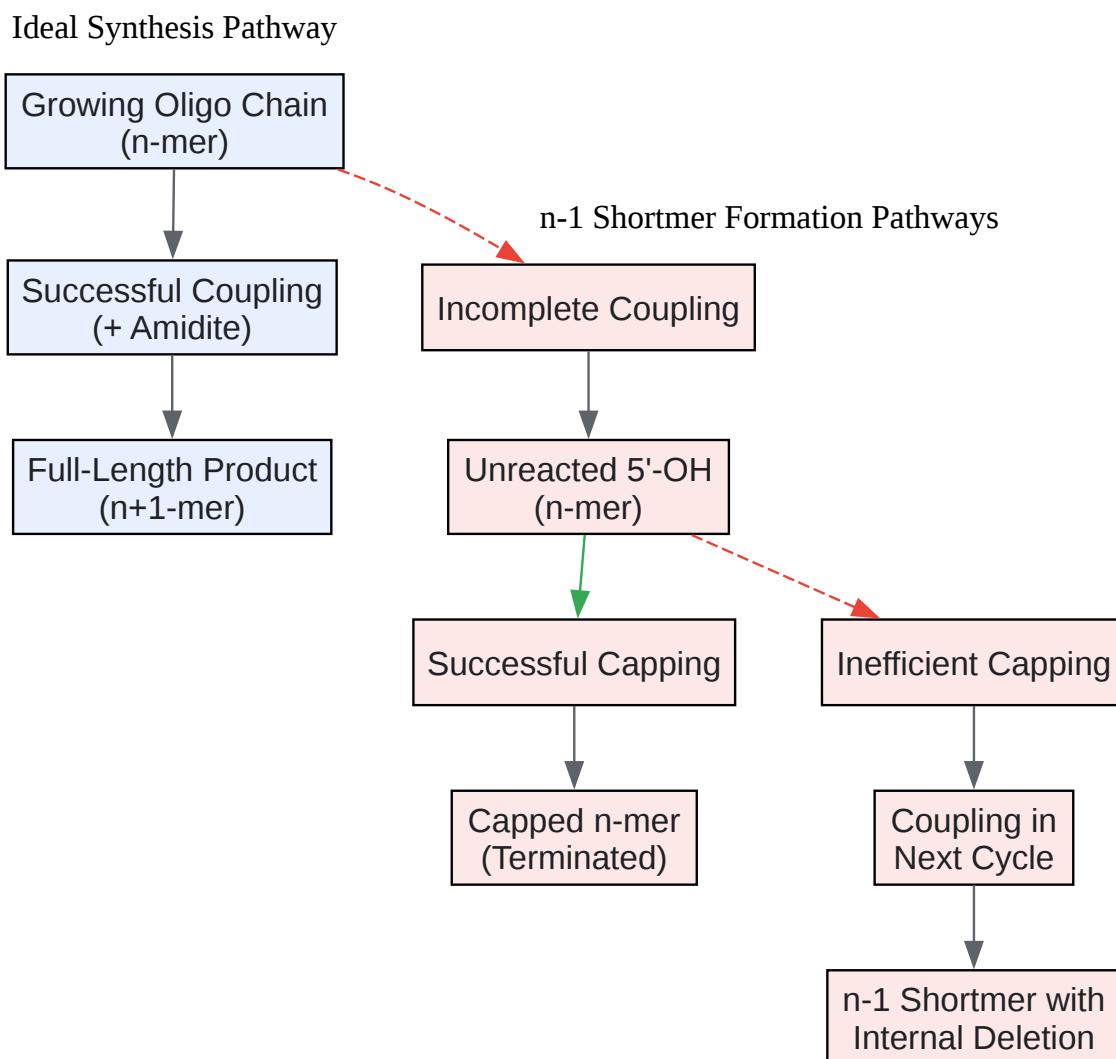 Ideal Synthesis Pathway
Growing Oligo Chain
(n-mer)
n-1 Shortmer Formation Pathways
Successful Coupling
(+ Amidite)
Incomplete Coupling
Full-Length Product
(n+1-mer)
Unreacted 5'-OH
(n-mer)
Successful Capping
Inefficient Capping
Capped n-mer
(Terminated)
Coupling in
Next Cycle
n-1 Shortmer with
Internal Deletion